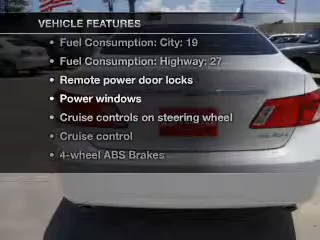 VEHICLE FEATURES
• Fuel Consumption: City: 19
• Fuel Consumption: Highway: 27
• Remote power door locks
• Power windows
• Cruise controls on steering wheel
• Cruise control
• 4-wheel ABS Brakes